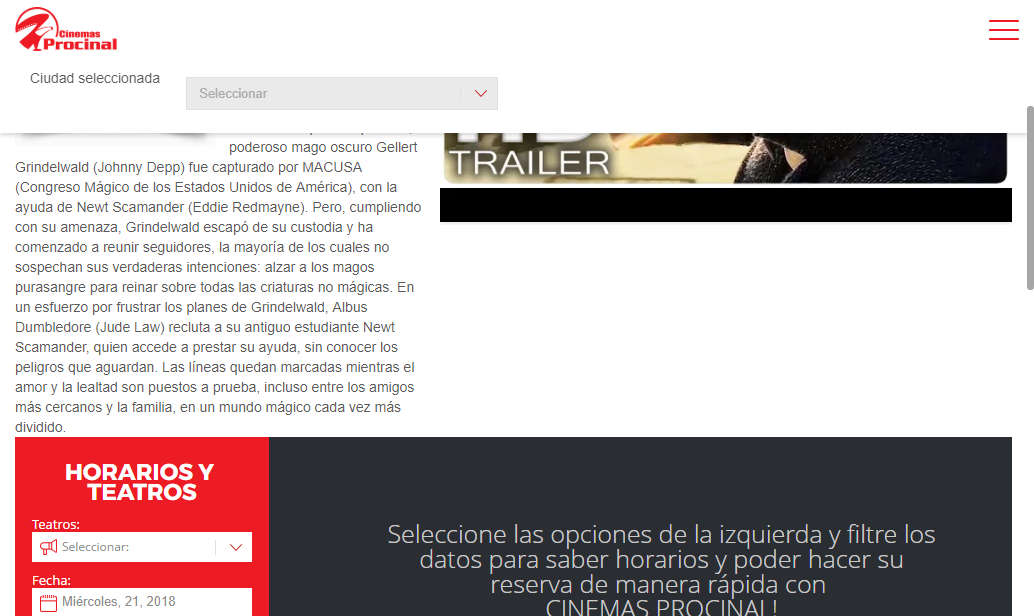 Cinemas
Procinal
Ciudad seleccionada
Seleccionar
poderoso mago oscuro Gellert
Grindelwald (Johnny Depp) fue capturado por MACUSA
(Congreso Mágico de los Estados Unidos de América), con la
ayuda de Newt Scamander (Eddie Redmayne). Pero, cumpliendo
con su amenaza, Grindelwald escapó de su custodia y ha
comenzado a reunir seguidores, la mayoría de los cuales no
sospechan sus verdaderas intenciones: alzar a los magos
purasangre para reinar sobre todas las criaturas no mágicas. En
un esfuerzo por frustrar los planes de Grindelwald, Albus
Dumbledore (Jude Law) recluta a su antiguo estudiante Newt
Scamander, quien accede a prestar su ayuda, sin conocer los
peligros que aguardan. Las líneas quedan marcadas mientras el
amor y la lealtad son puestos a prueba, incluso entre los amigos
más cercanos y la familia, en un mundo mágico cada vez más
dividido.
TRAILER
HORARIOS Y
TEATROS
Teatros:
Seleccionar:
Fecha:
Miércoles, 21, 2018
Seleccione las opciones de la izquierda y filtre los
datos para saber horarios y poder hacer su
reserva de manera rápida con
CINEMAS PROCINAL!